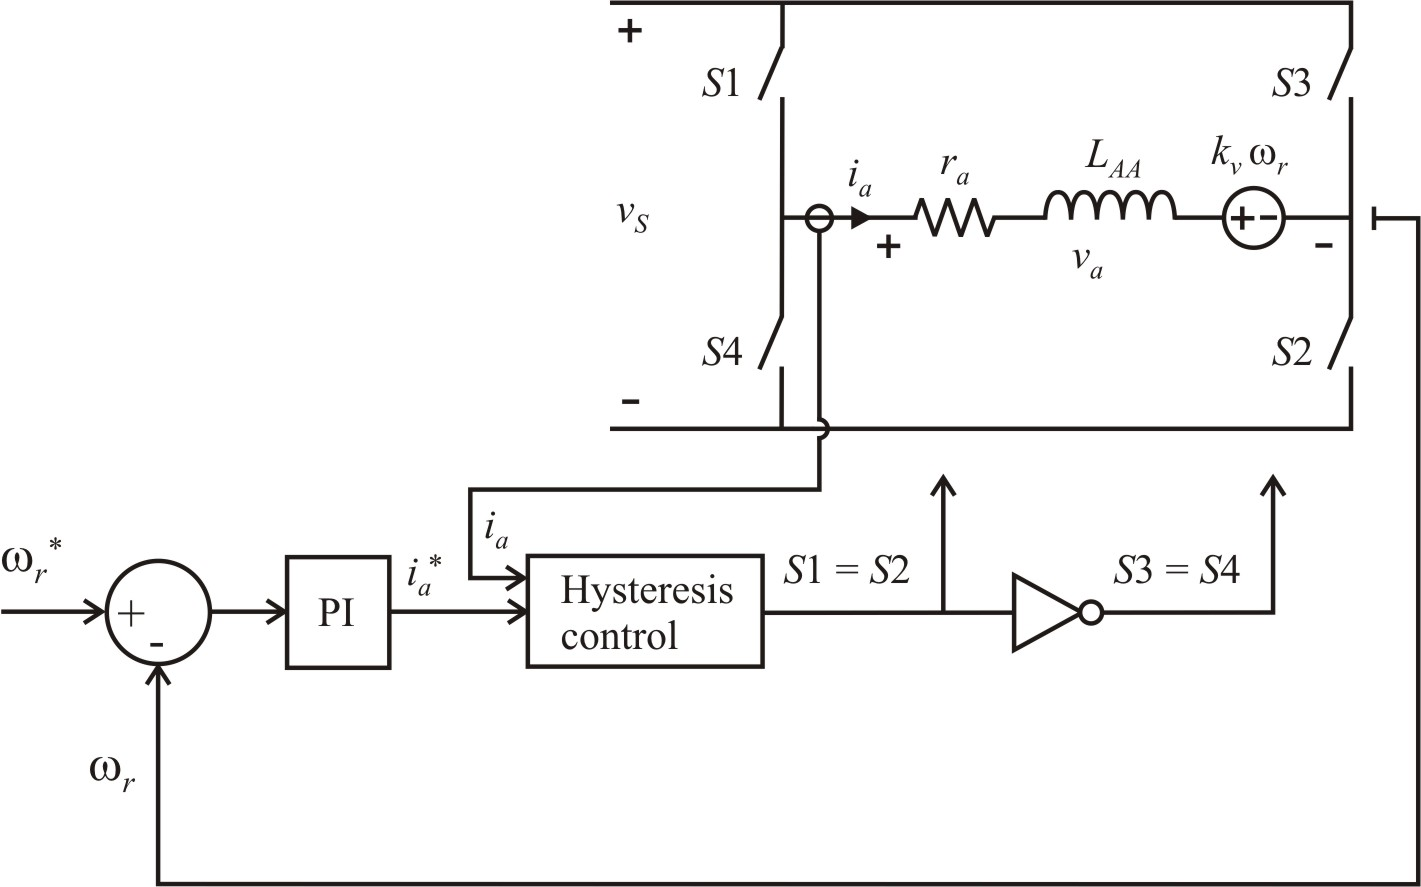 +
S1
S3
i_a
r_a
L_AA
k_v ω_r
v_S
+
+ -
-
v_a
S4
S2
-
i_a
ω_r*
i_a*
S1 = S2
S3 = S4
+
-
PI
Hysteresis
control
ω_r